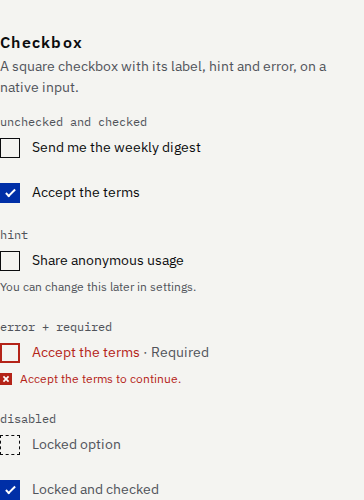 Checkbox
A square checkbox with its label, hint and error, on a
native input.
unchecked and checked
Send me the weekly digest
Accept the terms
hint
Share anonymous usage
You can change this later in settings.
error + required
Accept the terms · Required
Accept the terms to continue.
disabled
Locked option
Locked and checked